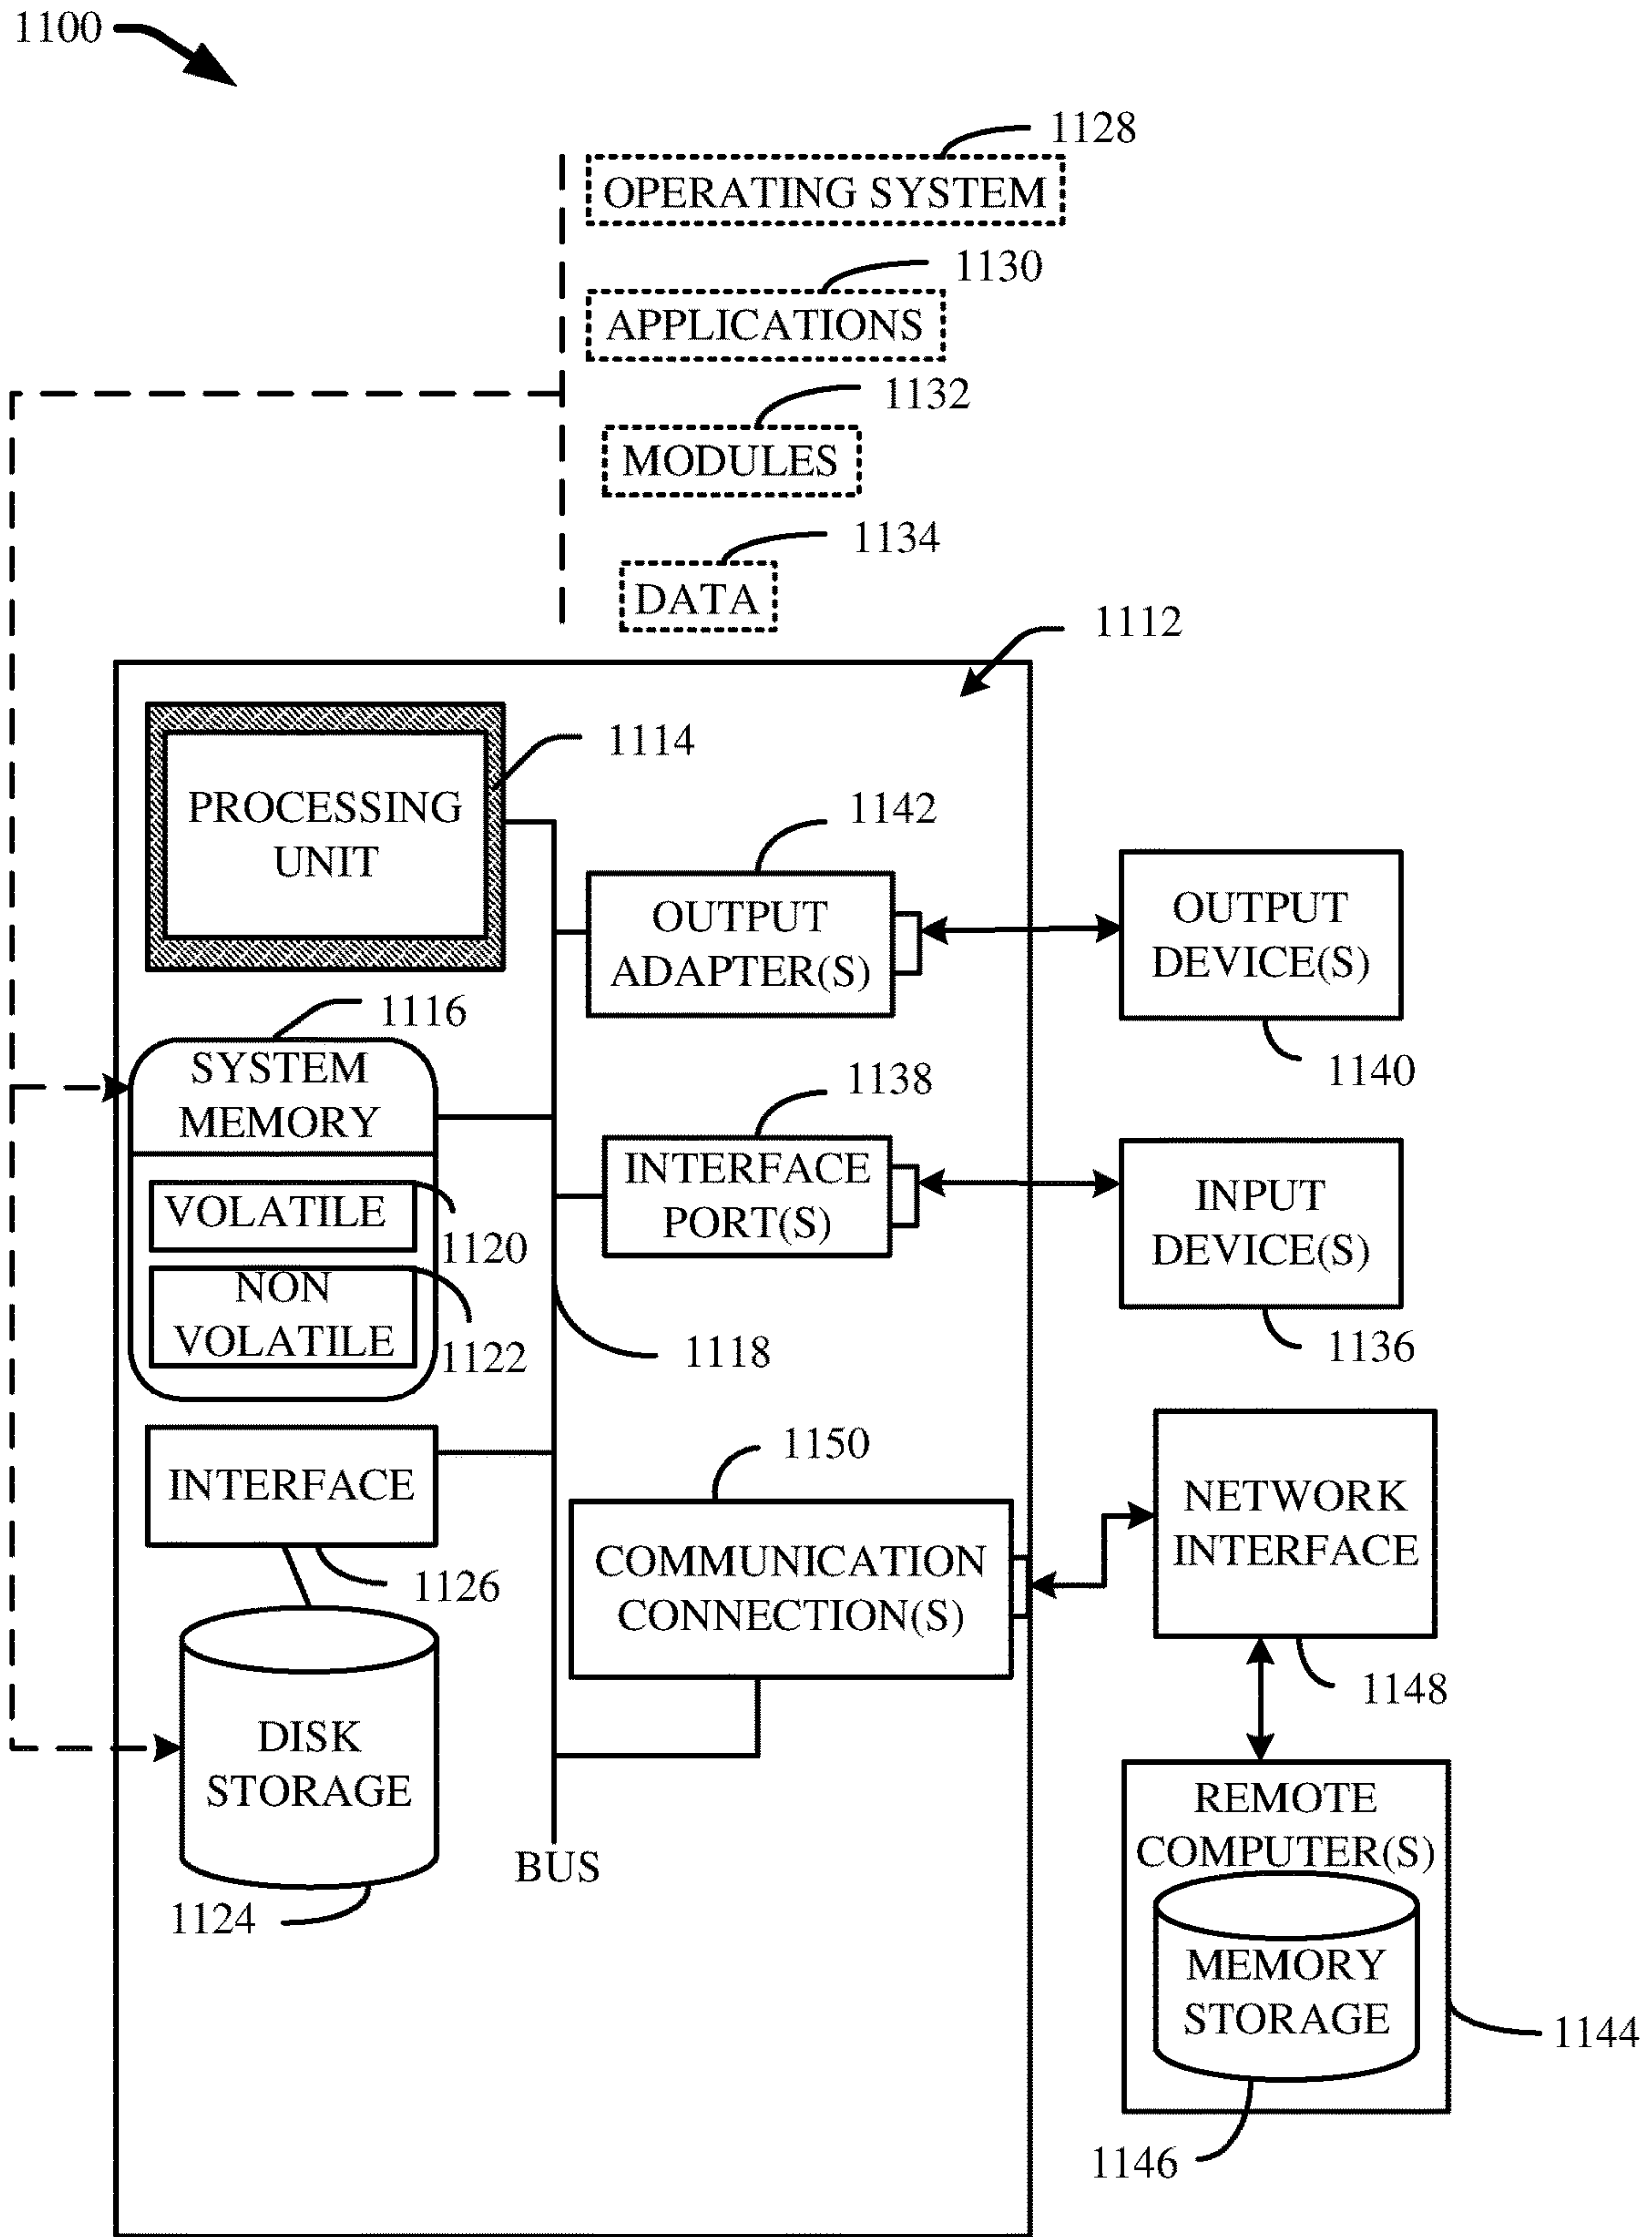 1100
1128
OPERATING SYSTEM
1130
APPLICATIONS
1132
MODULES
1134
DATA
1112
1114
PROCESSING
UNIT
1142
OUTPUT
ADAPTER(S)
OUTPUT
DEVICE(S)
1140
1116
SYSTEM
MEMORY
VOLATILE
1120
NON
VOLATILE
1122
1138
INTERFACE
PORT(S)
INPUT
DEVICE(S)
1136
1118
INTERFACE
1126
1150
COMMUNICATION
CONNECTION(S)
NETWORK
INTERFACE
1148
DISK
STORAGE
1124
BUS
REMOTE
COMPUTER(S)
MEMORY
STORAGE
1144
1146